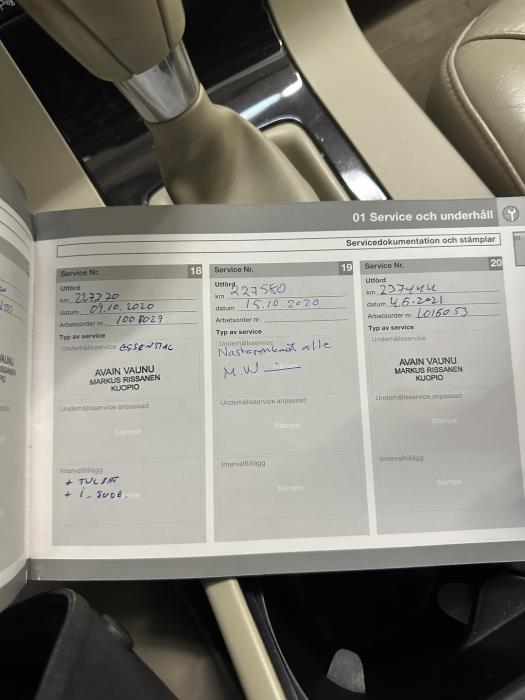 01 Service och underhåll
Servicedokumentation och stämplar
Service Nr. 18
Utförd
km 227720
datum 09.10.2020
Arbetsorder nr. 1008029
Typ av service
Underhållsservice ESSENTIAL
AVAIN VAUNU
MARKUS RISSANEN
KUOPIO
Underhållsservice anpassad
Stämpel
Intervalltillägg
+ TULPAT
+ i-SUOD.
Service Nr. 19
Utförd
km 227580
datum 15.10.2020
Arbetsorder nr.
Typ av service
Underhållsservice
M.W
Underhållsservice anpassad
Stämpel
Intervalltillägg
Stämpel
Service Nr. 20
Utförd
km 237444
datum 4.6.2021
Arbetsorder nr. 1016053
Typ av service
Underhållsservice
AVAIN VAUNU
MARKUS RISSANEN
KUOPIO
Underhållsservice anpassad
Stämpel
Intervalltillägg
Stämpel